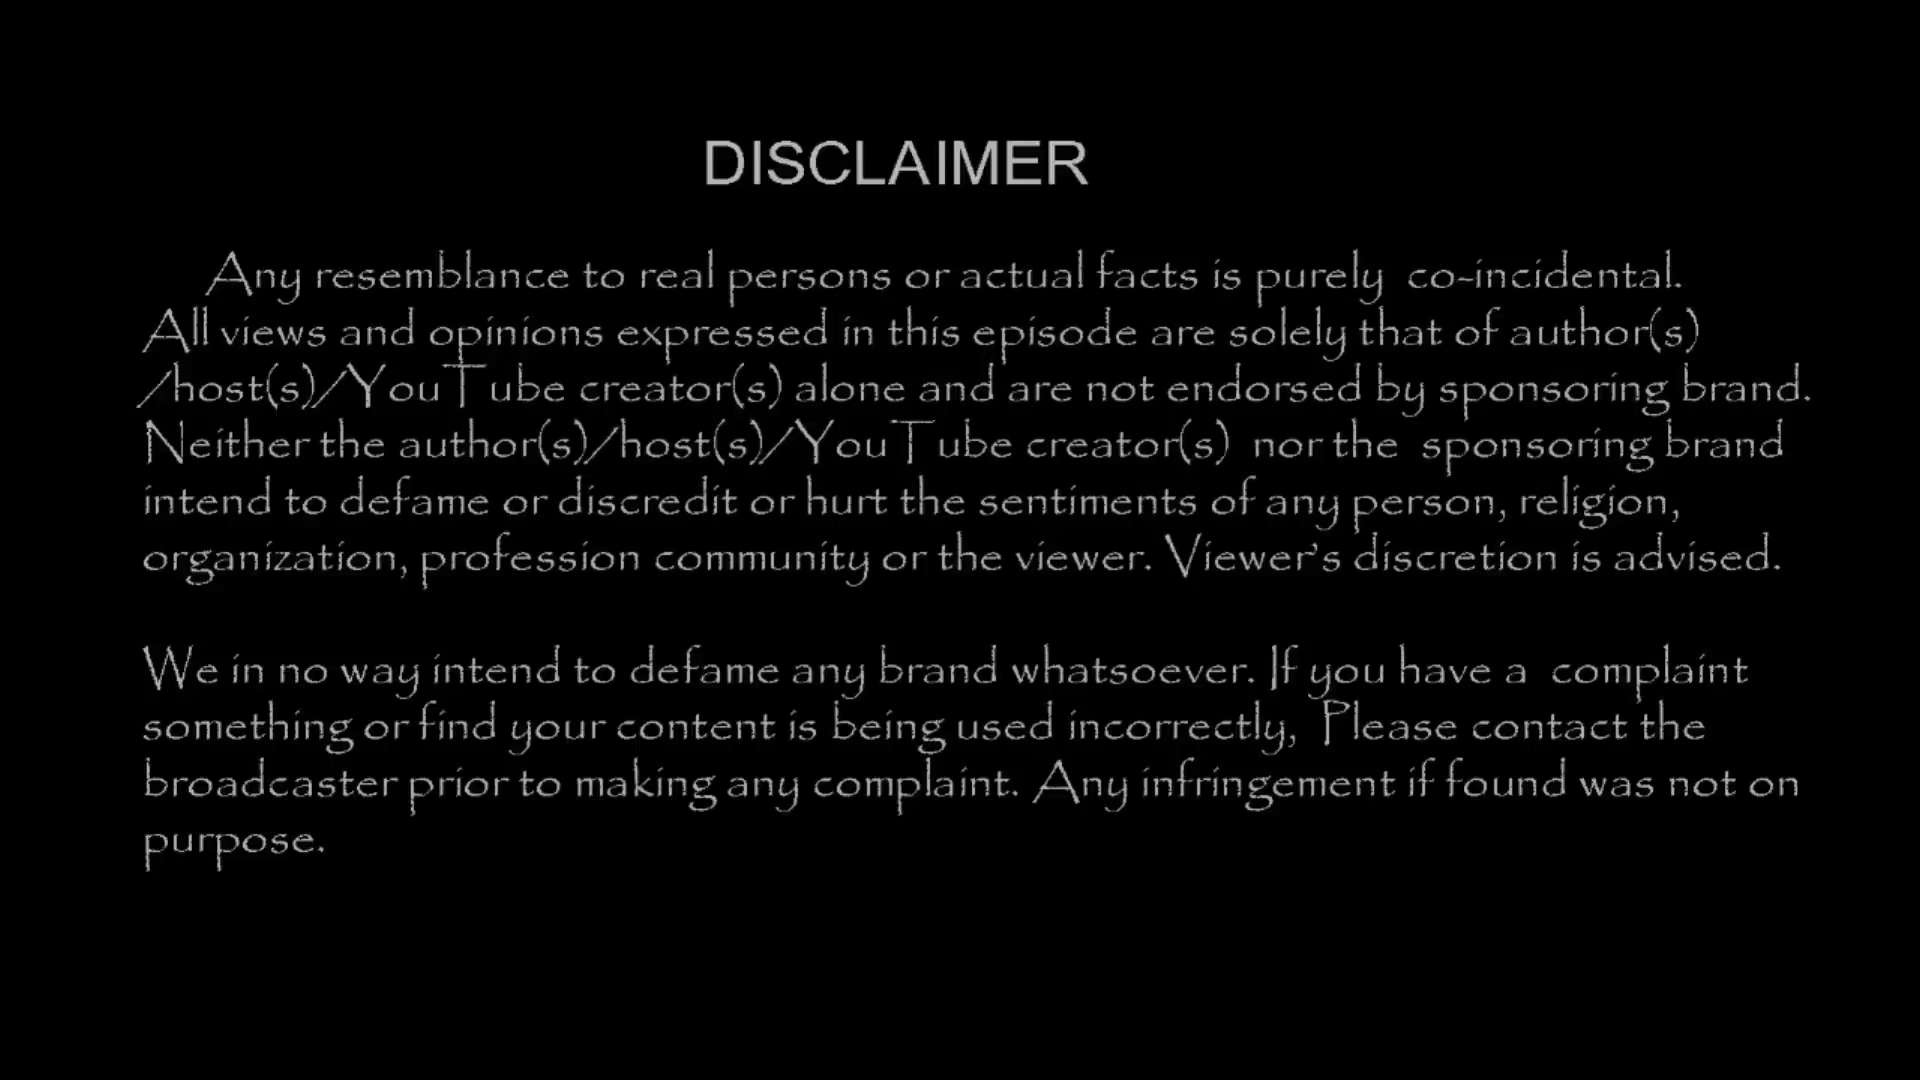 DISCLAIMER
Any resemblance to real persons or actual facts is purely co-incidental.
All views and opinions expressed in this episode are solely that of author(s)
/host(s)/YouTube creator(s) alone and are not endorsed by sponsoring brand.
Neither the author(s)/host(s)/YouTube creator(s) nor the sponsoring brand
intend to defame or discredit or hurt the sentiments of any person, religion,
organization, profession community or the viewer. Viewer's discretion is advised.
We in no way intend to defame any brand whatsoever. If you have a complaint
something or find your content is being used incorrectly, Please contact the
broadcaster prior to making any complaint. Any infringement if found was not on
purpose.